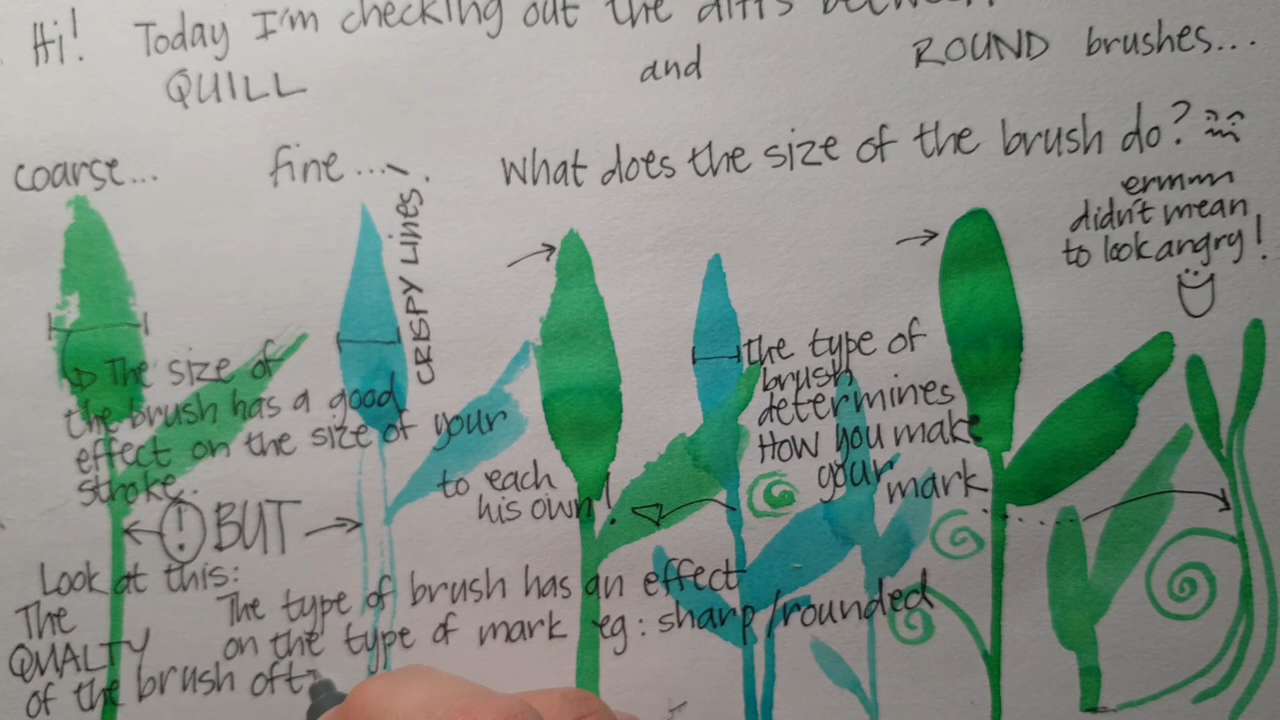 Hi! Today I'm checking out the diffs between
QUILL and ROUND brushes...
What does the size of the brush do?
coarse... fine....
CRISPY LINES!
ermmm
didn't mean
to look angry!
The size of
the brush has a good
effect on the size of your
stroke.
the type of
brush
determines
HOW you make
your mark
to each
his own!
! BUT
Look at this:
The type of brush has an effect
on the type of mark eg: sharp/rounded
The
QUALTY
of the brush oft